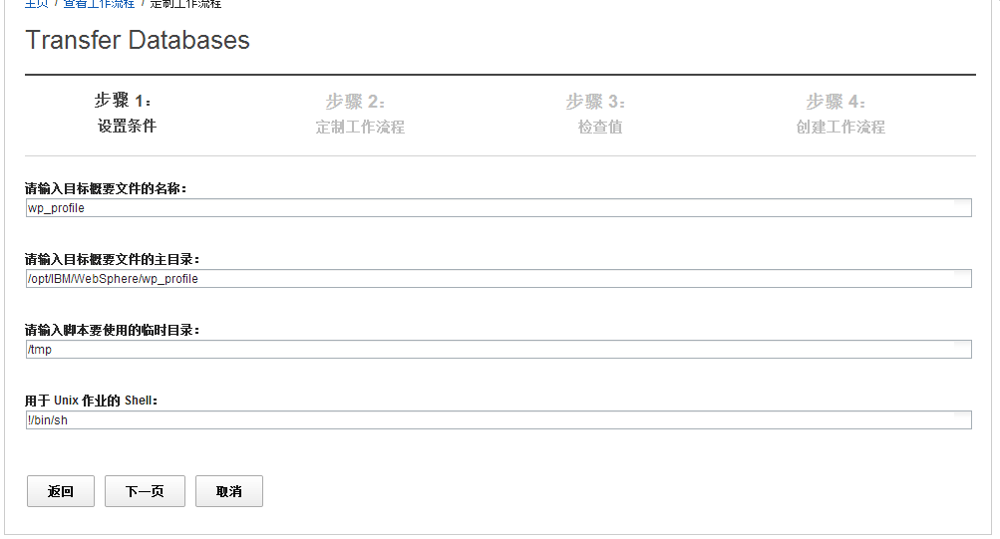 主页 / 查看工作流程 / 定制工作流程
Transfer Databases
步骤 1: 步骤 2: 步骤 3: 步骤 4:
设置条件 定制工作流程 检查值 创建工作流程
请输入目标概要文件的名称:
wp_profile
请输入目标概要文件的主目录:
/opt/IBM/WebSphere/wp_profile
请输入脚本要使用的临时目录:
/tmp
用于 Unix 作业的 Shell:
!/bin/sh
返回 下一页 取消